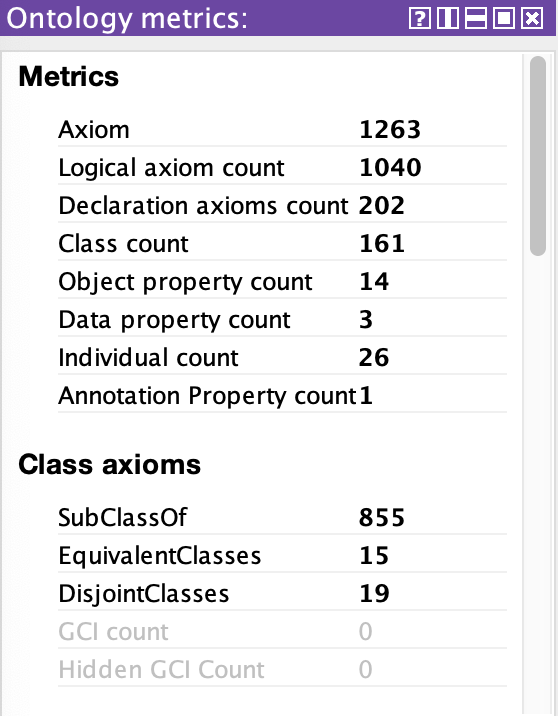 Ontology metrics:
Metrics
Axiom 1263
Logical axiom count 1040
Declaration axioms count 202
Class count 161
Object property count 14
Data property count 3
Individual count 26
Annotation Property count 1
Class axioms
SubClassOf 855
EquivalentClasses 15
DisjointClasses 19
GCI count 0
Hidden GCI Count 0